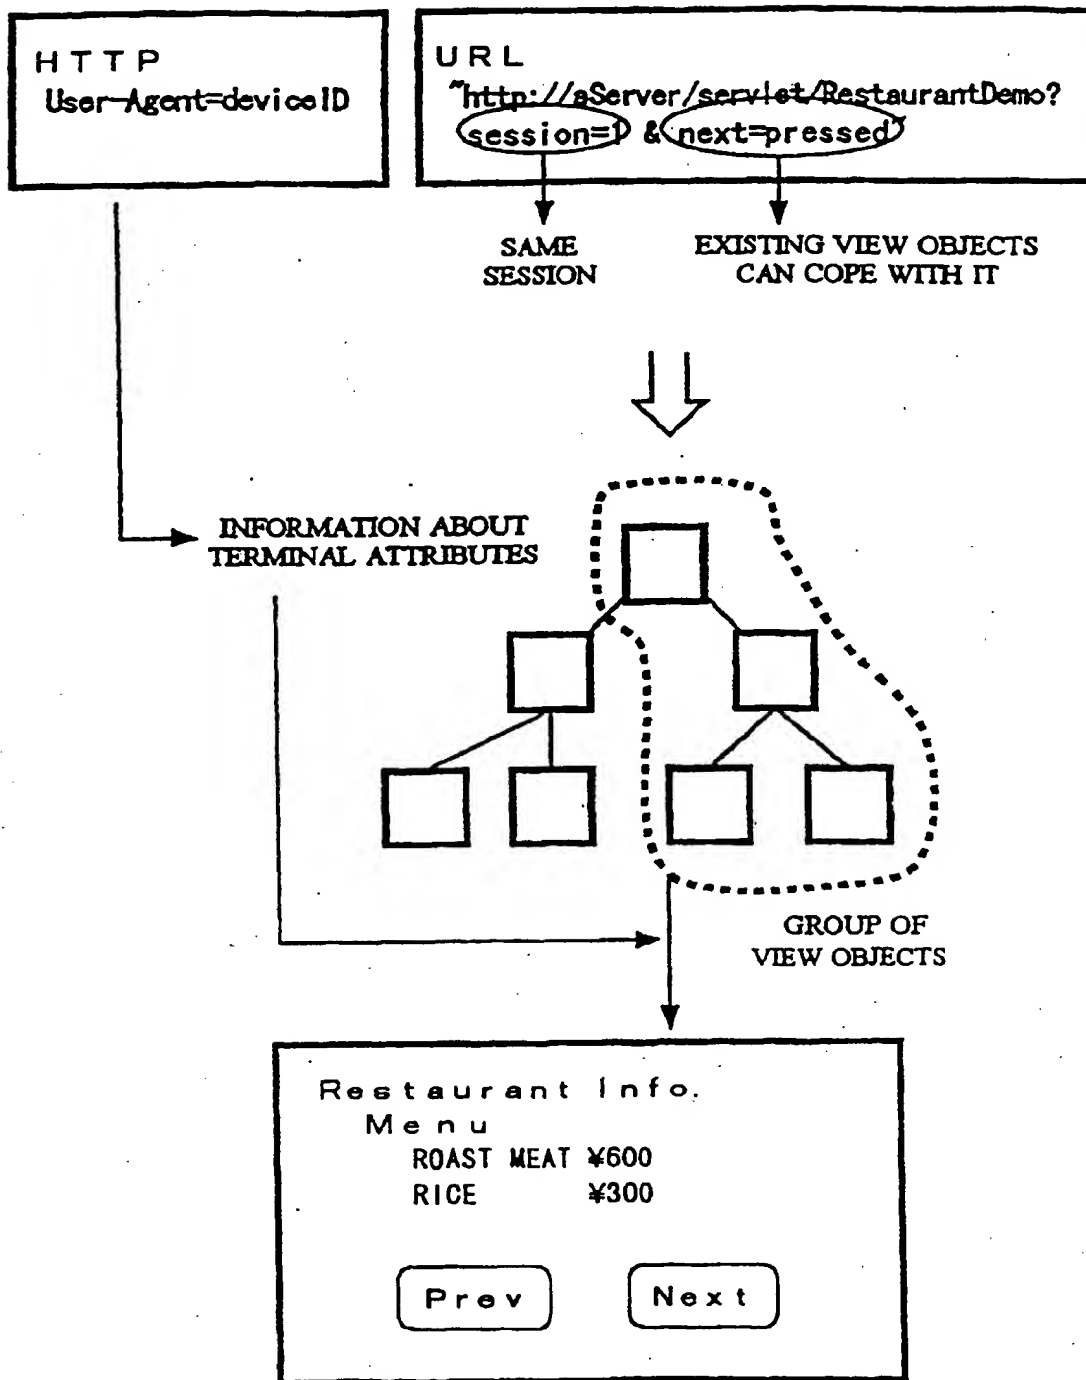 HTTP
User-Agent=deviceID
URL
"http://aServer/servlet/RestaurantDemo?
session=1 & next=pressed"
SAME
SESSION
EXISTING VIEW OBJECTS
CAN COPE WITH IT
INFORMATION ABOUT
TERMINAL ATTRIBUTES
GROUP OF
VIEW OBJECTS
Restaurant Info.
Menu
ROAST MEAT ¥600
RICE ¥300
Prev
Next